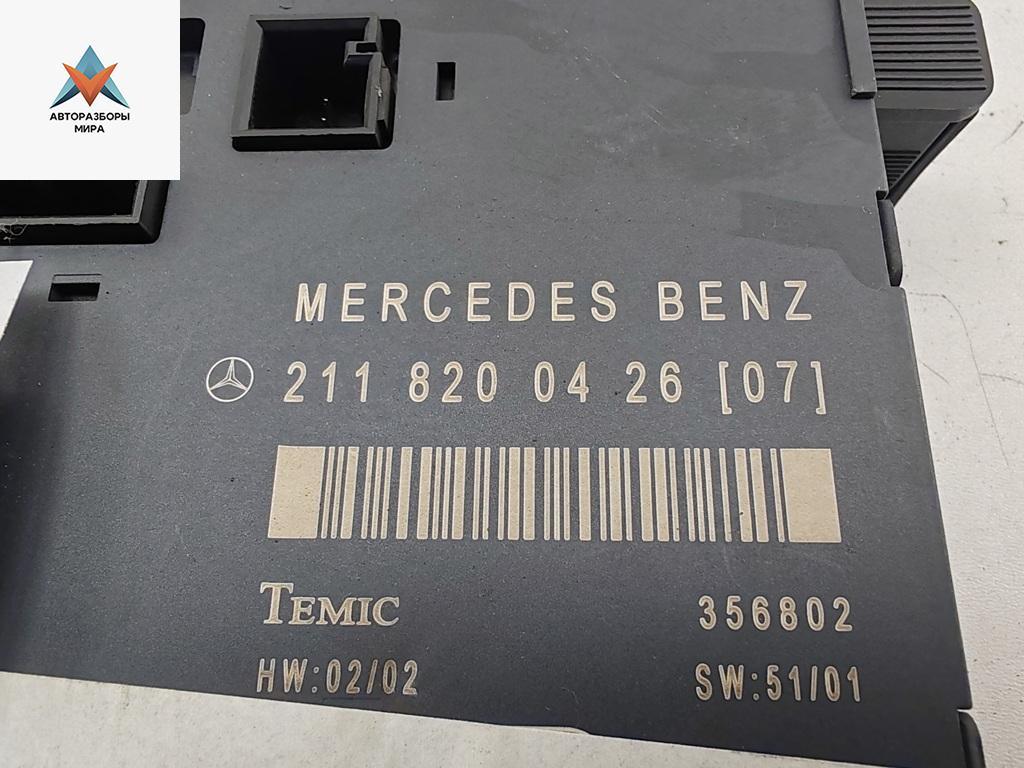 АВТОРАЗБОРЫ
МИРА
MERCEDES BENZ
211 820 04 26 [07]
TEMIC 356802
HW:02/02 SW:51/01